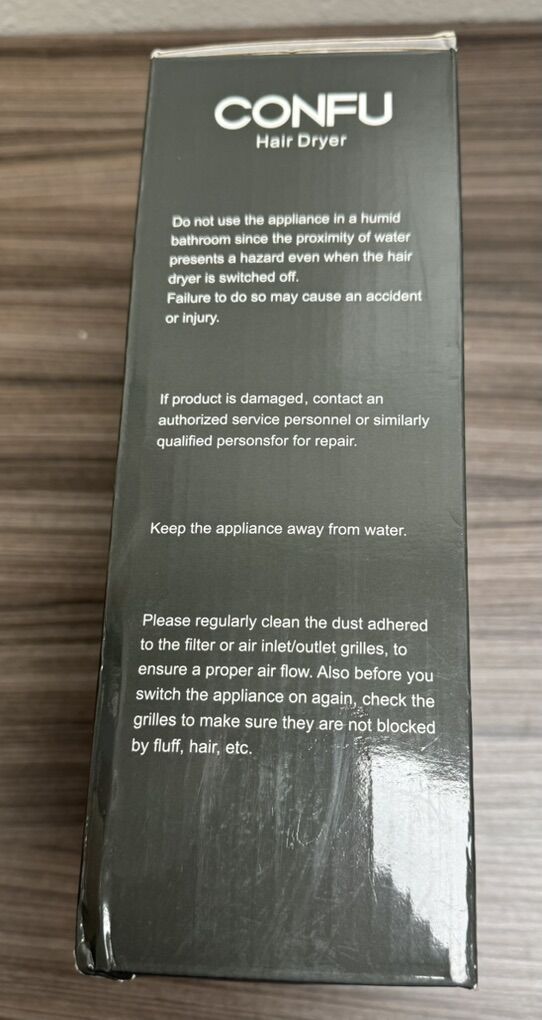 CONFU
Hair Dryer
Do not use the appliance in a humid
bathroom since the proximity of water
presents a hazard even when the hair
dryer is switched off.
Failure to do so may cause an accident
or injury.
If product is damaged, contact an
authorized service personnel or similarly
qualified personsfor for repair.
Keep the appliance away from water.
Please regularly clean the dust adhered
to the filter or air inlet/outlet grilles, to
ensure a proper air flow. Also before you
switch the appliance on again, check the
grilles to make sure they are not blocked
by fluff, hair, etc.